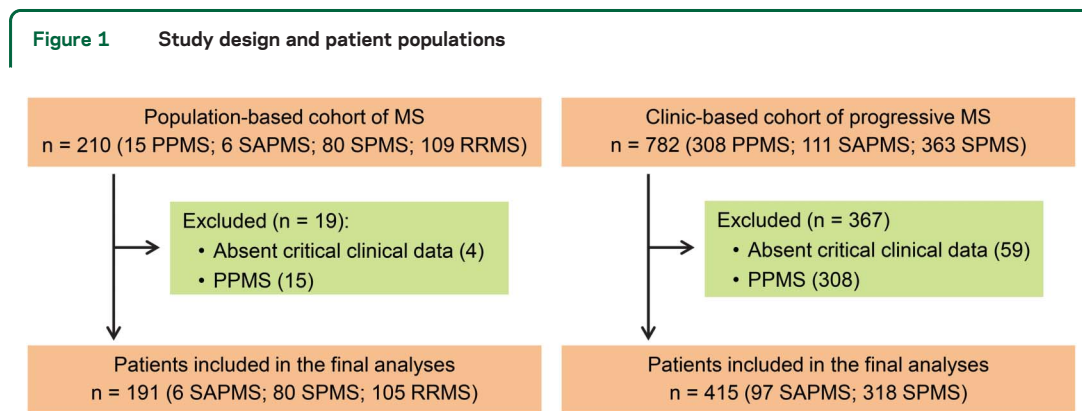 Figure 1 Study design and patient populations
Population-based cohort of MS
n = 210 (15 PPMS; 6 SAPMS; 80 SPMS; 109 RRMS)
Excluded (n = 19):
• Absent critical clinical data (4)
• PPMS (15)
Patients included in the final analyses
n = 191 (6 SAPMS; 80 SPMS; 105 RRMS)
Clinic-based cohort of progressive MS
n = 782 (308 PPMS; 111 SAPMS; 363 SPMS)
Excluded (n = 367)
• Absent critical clinical data (59)
• PPMS (308)
Patients included in the final analyses
n = 415 (97 SAPMS; 318 SPMS)